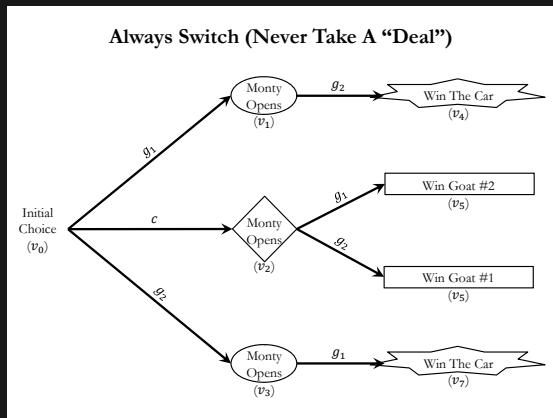 Always Switch (Never Take A “Deal”)
Monty
Opens
(v₁)
g₂
Win The Car
(v₄)
g₁
Initial
Choice
(v₀)
c
Monty
Opens
(v₂)
g₁
Win Goat #2
(v₅)
g₂
Win Goat #1
(v₅)
g₂
Monty
Opens
(v₃)
g₁
Win The Car
(v₇)